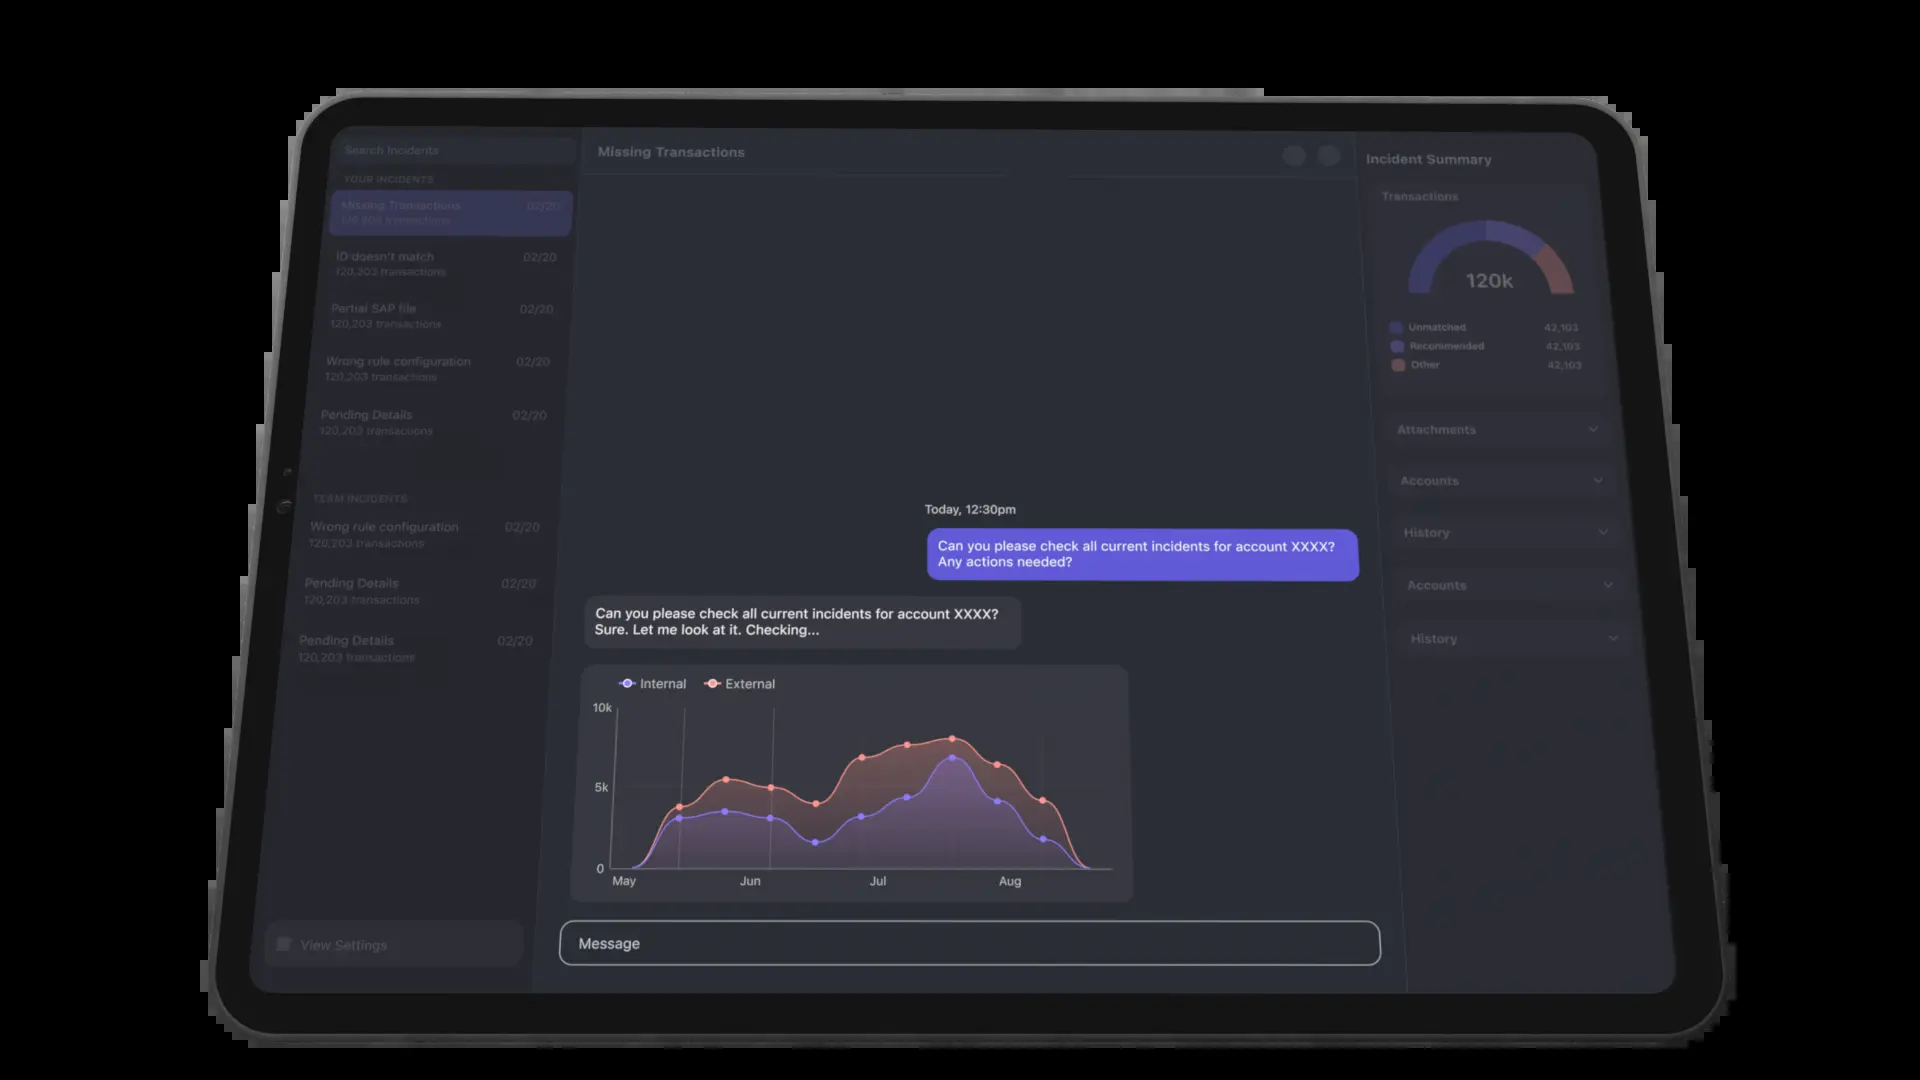 Search Incidents
YOUR INCIDENTS
Missing Transactions 02/20
120,203 transactions
ID doesn't match 02/20
120,203 transactions
Partial SAP file 02/20
120,203 transactions
Wrong rule configuration 02/20
120,203 transactions
Pending Details 02/20
120,203 transactions
TEAM INCIDENTS
Wrong rule configuration 02/20
120,203 transactions
Pending Details 02/20
120,203 transactions
Pending Details 02/20
120,203 transactions
View Settings
Missing Transactions
Today, 12:30pm
Can you please check all current incidents for account XXXX?
Any actions needed?
Can you please check all current incidents for account XXXX?
Sure. Let me look at it. Checking...
Internal External
10k
5k
0
May Jun Jul Aug
Message
Incident Summary
Transactions
120k
Unmatched 42,103
Recommended 42,103
Other 42,103
Attachments
Accounts
History
Accounts
History